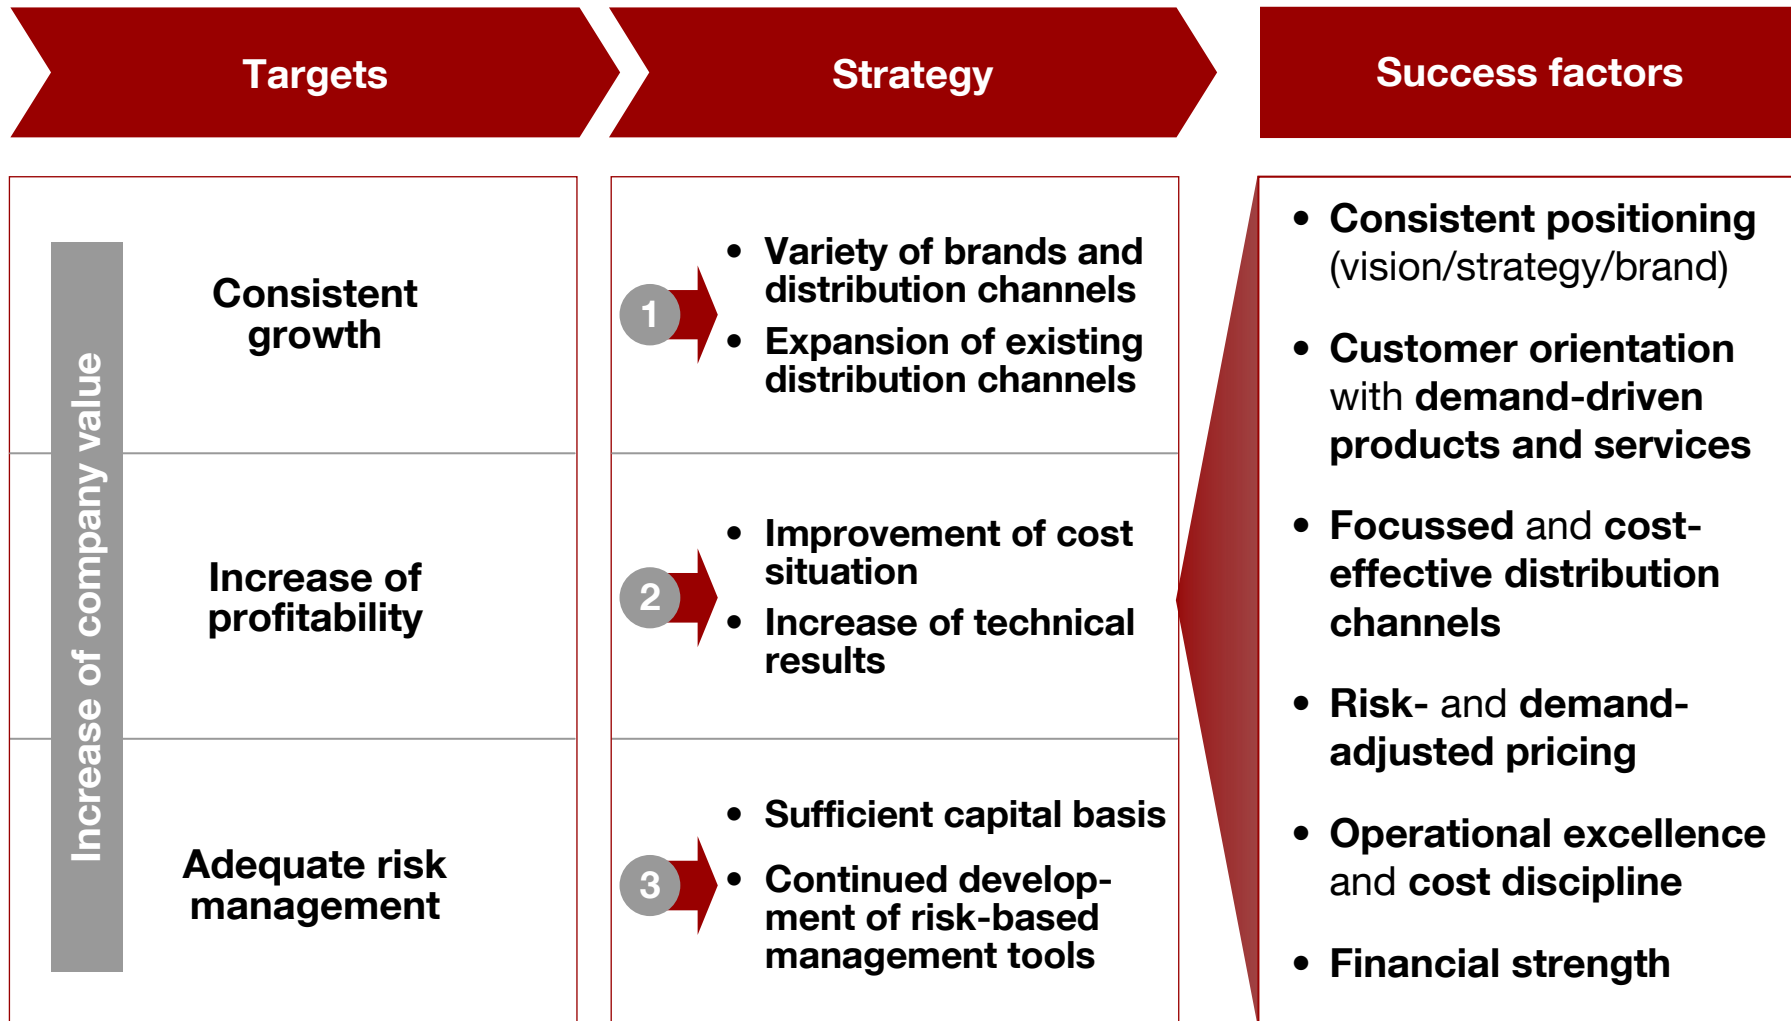 Targets
Strategy
Success factors
Increase of company value
Consistent
growth
1
• Variety of brands and
distribution channels
• Expansion of existing
distribution channels
Increase of
profitability
2
• Improvement of cost
situation
• Increase of technical
results
Adequate risk
management
3
• Sufficient capital basis
• Continued develop-
ment of risk-based
management tools
• Consistent positioning
(vision/strategy/brand)
• Customer orientation
with demand-driven
products and services
• Focussed and cost-
effective distribution
channels
• Risk- and demand-
adjusted pricing
• Operational excellence
and cost discipline
• Financial strength